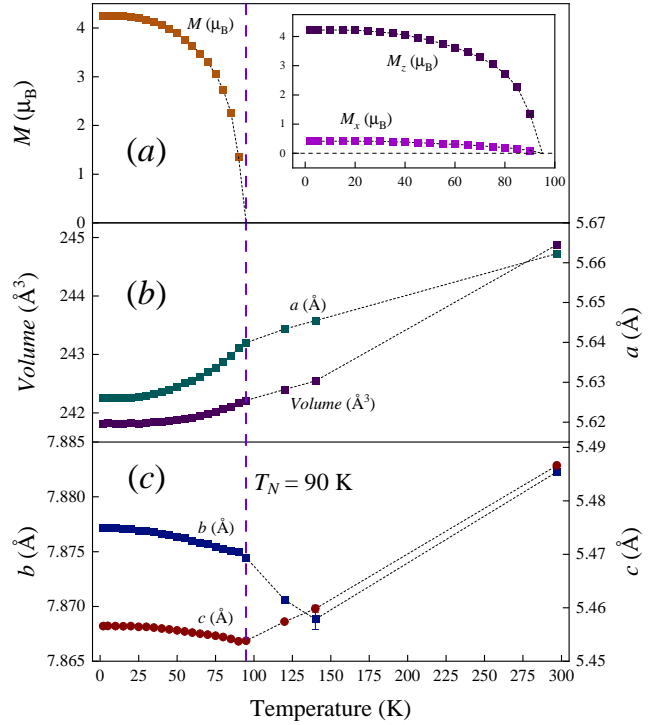 M (μB)
4
3
2
1
0
M (μB)
(a)
4
3
2
1
0
Mz (μB)
Mx (μB)
0 20 40 60 80 100
Volume (Å3)
245
244
243
242
(b)
a (Å)
Volume (Å3)
5.67
5.66
5.65
5.64
5.63
5.62
a (Å)
b (Å)
7.885
7.880
7.875
7.870
7.865
(c)
TN = 90 K
b (Å)
c (Å)
5.49
5.48
5.47
5.46
5.45
c (Å)
0 25 50 75 100 125 150 175 200 225 250 275 300
Temperature (K)